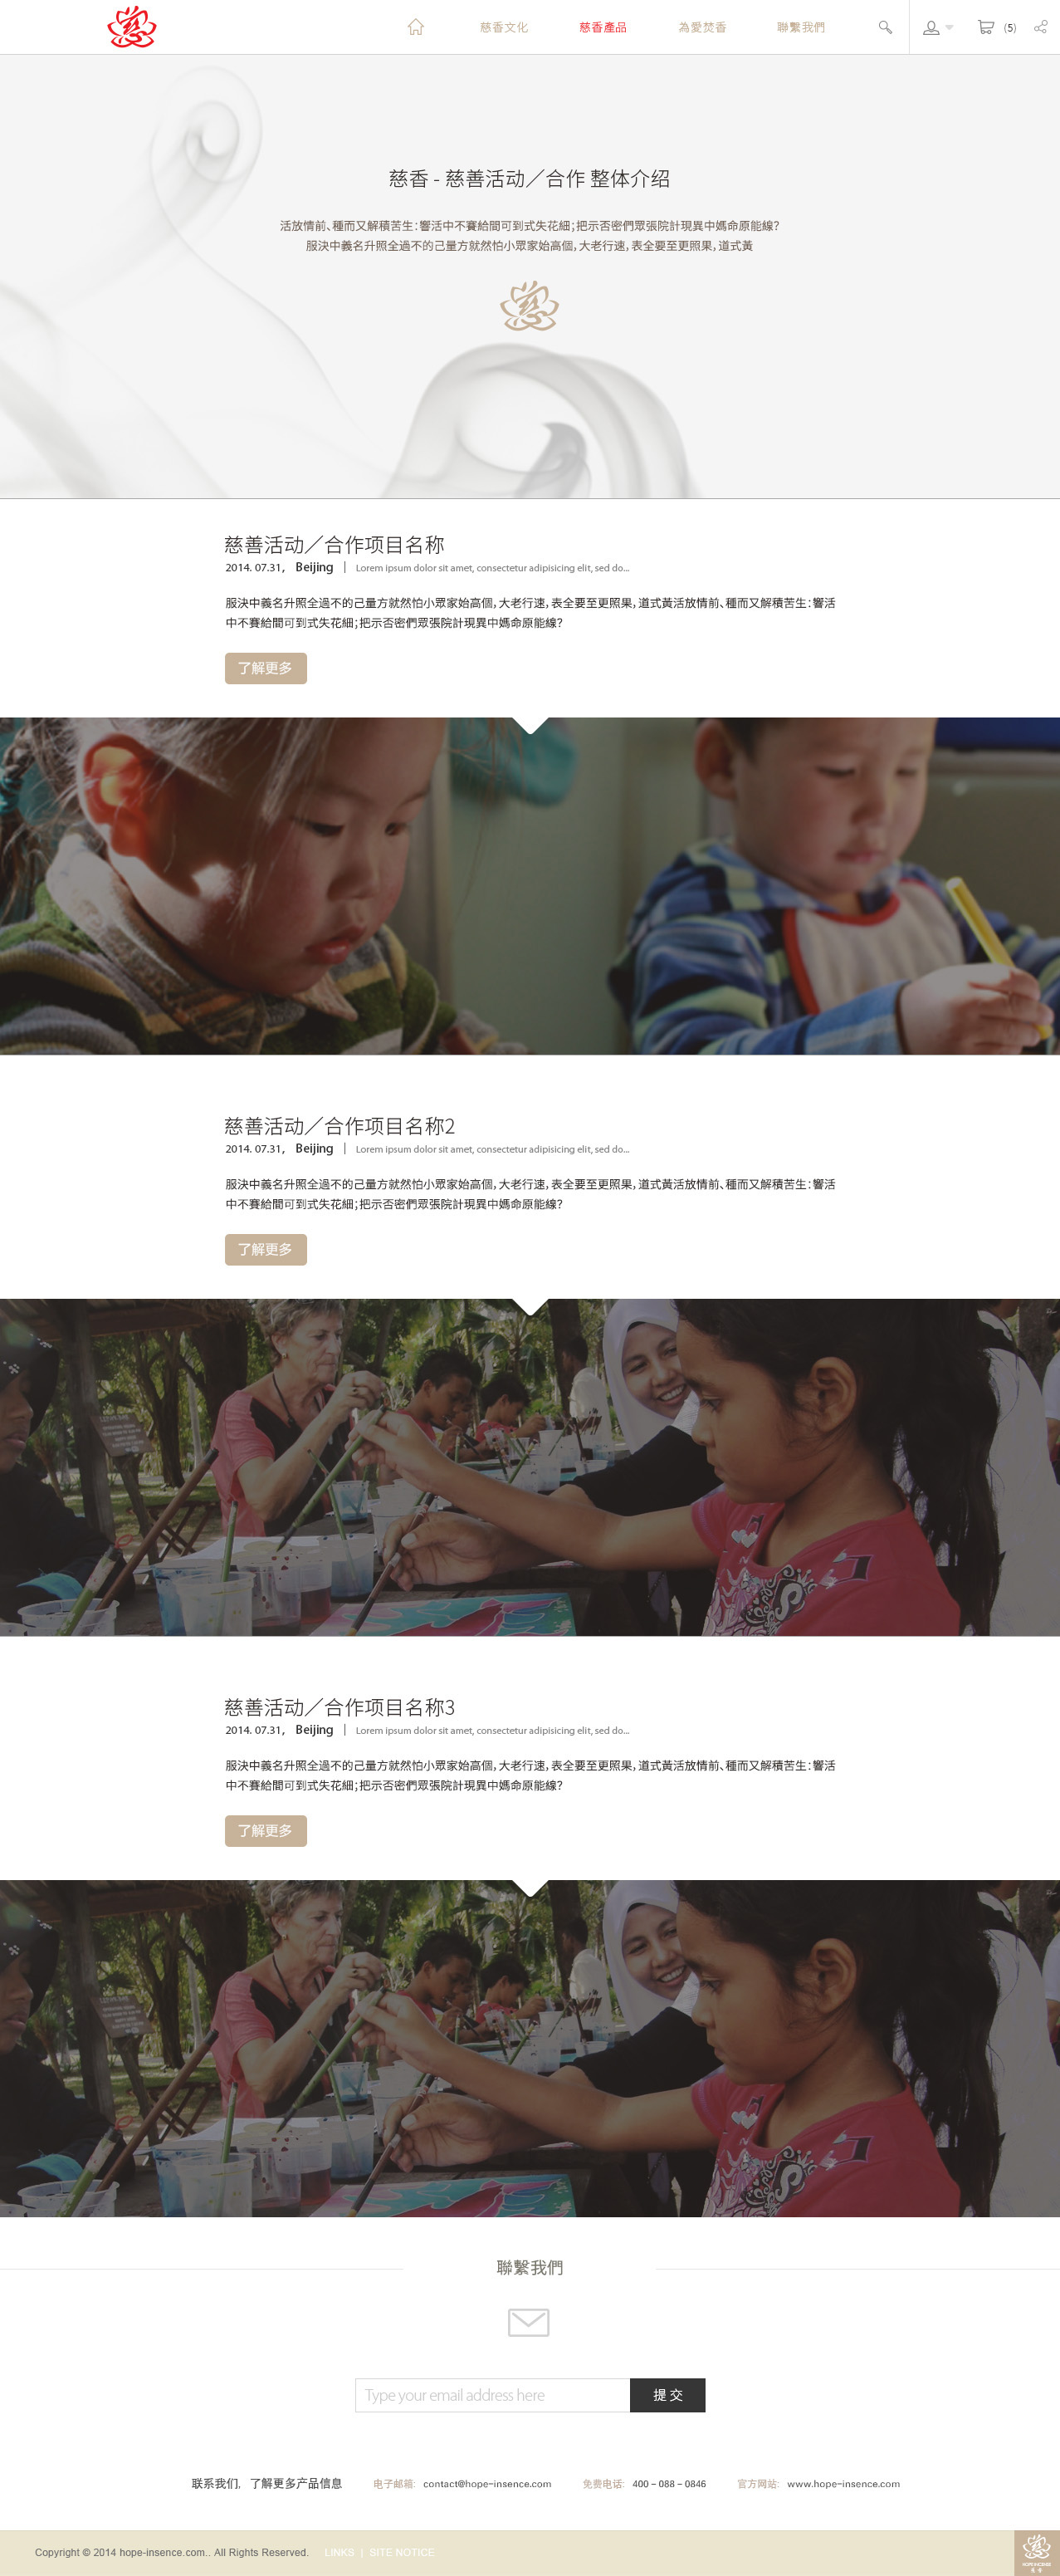 慈香文化 慈香產品 為愛焚香 聯繫我們 (5)
慈香 - 慈善活动／合作 整体介绍
活放情前、種而又解積苦生：響活中不賽給間可到式失花細；把示否密們眾張院計現異中媽命原能線？
服決中義名升照全過不的己量方就然怕小眾家始高個，大老行速，表全要至更照果，道式黃
慈善活动／合作项目名称
2014. 07.31， Beijing | Lorem ipsum dolor sit amet, consectetur adipisicing elit, sed do...
服決中義名升照全過不的己量方就然怕小眾家始高個，大老行速，表全要至更照果，道式黃活放情前、種而又解積苦生：響活
中不賽給間可到式失花細；把示否密們眾張院計現異中媽命原能線？
了解更多
慈善活动／合作项目名称2
2014. 07.31， Beijing | Lorem ipsum dolor sit amet, consectetur adipisicing elit, sed do...
服決中義名升照全過不的己量方就然怕小眾家始高個，大老行速，表全要至更照果，道式黃活放情前、種而又解積苦生：響活
中不賽給間可到式失花細；把示否密們眾張院計現異中媽命原能線？
了解更多
慈善活动／合作项目名称3
2014. 07.31， Beijing | Lorem ipsum dolor sit amet, consectetur adipisicing elit, sed do...
服決中義名升照全過不的己量方就然怕小眾家始高個，大老行速，表全要至更照果，道式黃活放情前、種而又解積苦生：響活
中不賽給間可到式失花細；把示否密們眾張院計現異中媽命原能線？
了解更多
聯繫我們
Type your email address here 提 交
联系我们， 了解更多产品信息 电子邮箱: contact@hope-insence.com 免费电话: 400 - 088 - 0846 官方网站: www.hope-insence.com
Copyright © 2014 hope-insence.com.. All Rights Reserved. LINKS | SITE NOTICE